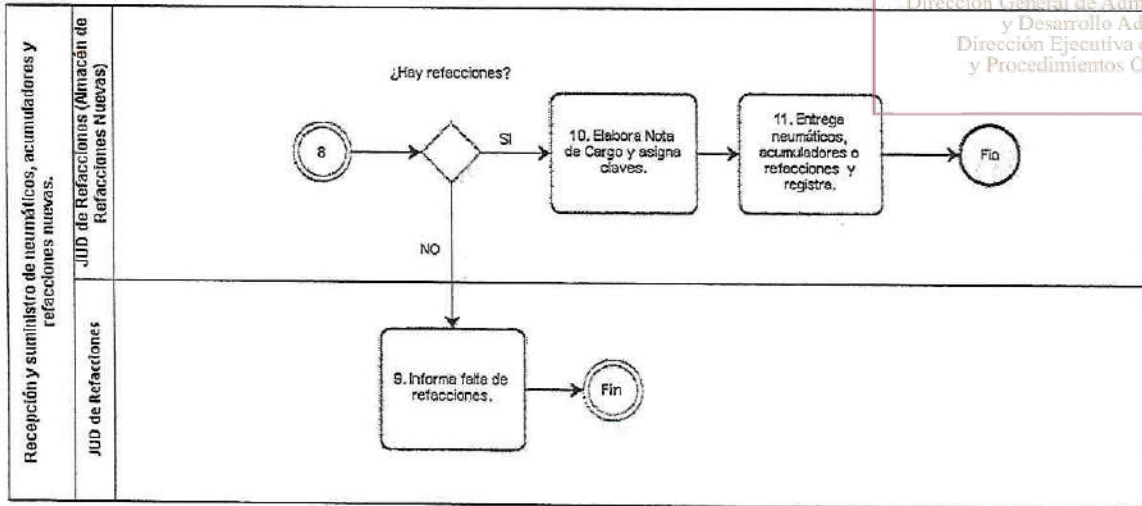 Dirección General de Adm
y Desarrollo Ad
Dirección Ejecutiva
y Procedimientos O
Recepción y suministro de neumáticos, acumuladores y
refacciones nuevas.
JUD de Refacciones (Almacén de
Refacciones Nuevas)
¿Hay refacciones?
8
SI
10. Elabora Nota
de Cargo y asigna
claves.
11. Entrega
neumáticos,
acumuladores o
refacciones y
registra.
Fin
NO
JUD de Refacciones
9. Informa falta de
refacciones.
Fin